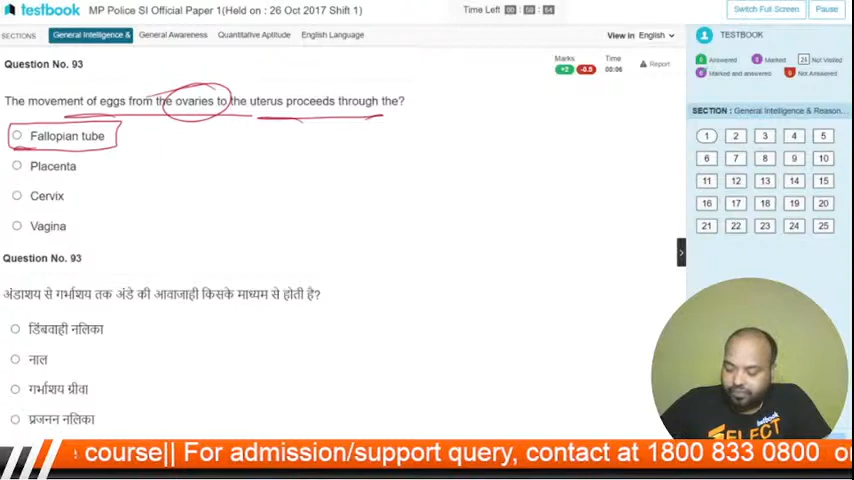 testbook
MP Police SI Official Paper 1(Held on : 26 Oct 2017 Shift 1)
Time Left
Switch Full Screen
Pause
SECTIONS
General Intelligence &
General Awareness
Quantitative Aptitude
English Language
View in English
TESTBOOK
Question No. 93
Marks
+2
Time
00:06
Report
Answered
Marked
Not Visited
Marked and answered
Not Answered
The movement of eggs from the ovaries to the uterus proceeds through the?
SECTION : General Intelligence & Reason..
Fallopian tube
Placenta
Cervix
Vagina
1 2 3 4 5
6 7 8 9 10
11 12 13 14 15
16 17 18 19 20
21 22 23 24 25
Question No. 93
अंडाशय से गर्भाशय तक अंडे की आवाजाही किसके माध्यम से होती है?
डिंबवाही नलिका
नाल
गर्भाशय ग्रीवा
प्रजनन नलिका
testbook
SELECT
course|| For admission/support query, contact at 1800 833 0800